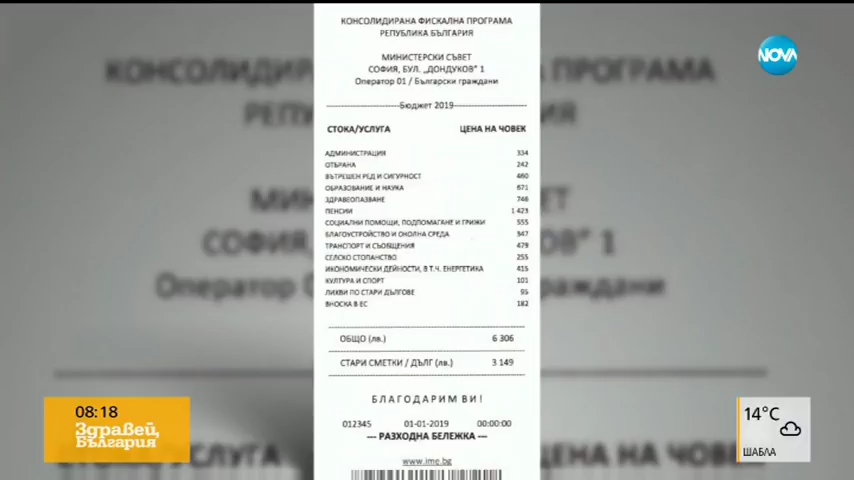 КОНСОЛИДИРАНА ФИСКАЛНА ПРОГРАМА
РЕПУБЛИКА БЪЛГАРИЯ
МИНИСТЕРСКИ СЪВЕТ
СОФИЯ, БУЛ. „ДОНДУКОВ" 1
Оператор 01 / Български граждани
Бюджет 2019
СТОКА/УСЛУГА ЦЕНА НА ЧОВЕК
АДМИНИСТРАЦИЯ 334
ОТБРАНА 242
ВЪТРЕШЕН РЕД И СИГУРНОСТ 460
ОБРАЗОВАНИЕ И НАУКА 671
ЗДРАВЕОПАЗВАНЕ 746
ПЕНСИИ 1 423
СОЦИАЛНИ ПОМОЩИ, ПОДПОМАГАНЕ И ГРИЖИ 555
БЛАГОУСТРОЙСТВО И ОКОЛНА СРЕДА 347
ТРАНСПОРТ И СЪОБЩЕНИЯ 479
СЕЛСКО СТОПАНСТВО 255
ИКОНОМИЧЕСКИ ДЕЙНОСТИ, В Т.Ч. ЕНЕРГЕТИКА 415
КУЛТУРА И СПОРТ 101
ЛИХВИ ПО СТАРИ ДЪЛГОВЕ 95
ВНОСКА В ЕС 182
ОБЩО (лв.) 6 306
СТАРИ СМЕТКИ / ДЪЛГ (лв.) 3 149
БЛАГОДАРИМ ВИ!
012345 01-01-2019 00:00:00
--- РАЗХОДНА БЕЛЕЖКА ---
www.ime.bg
NOVA
08:18
Здравей,
България
14°C
ШАБЛА